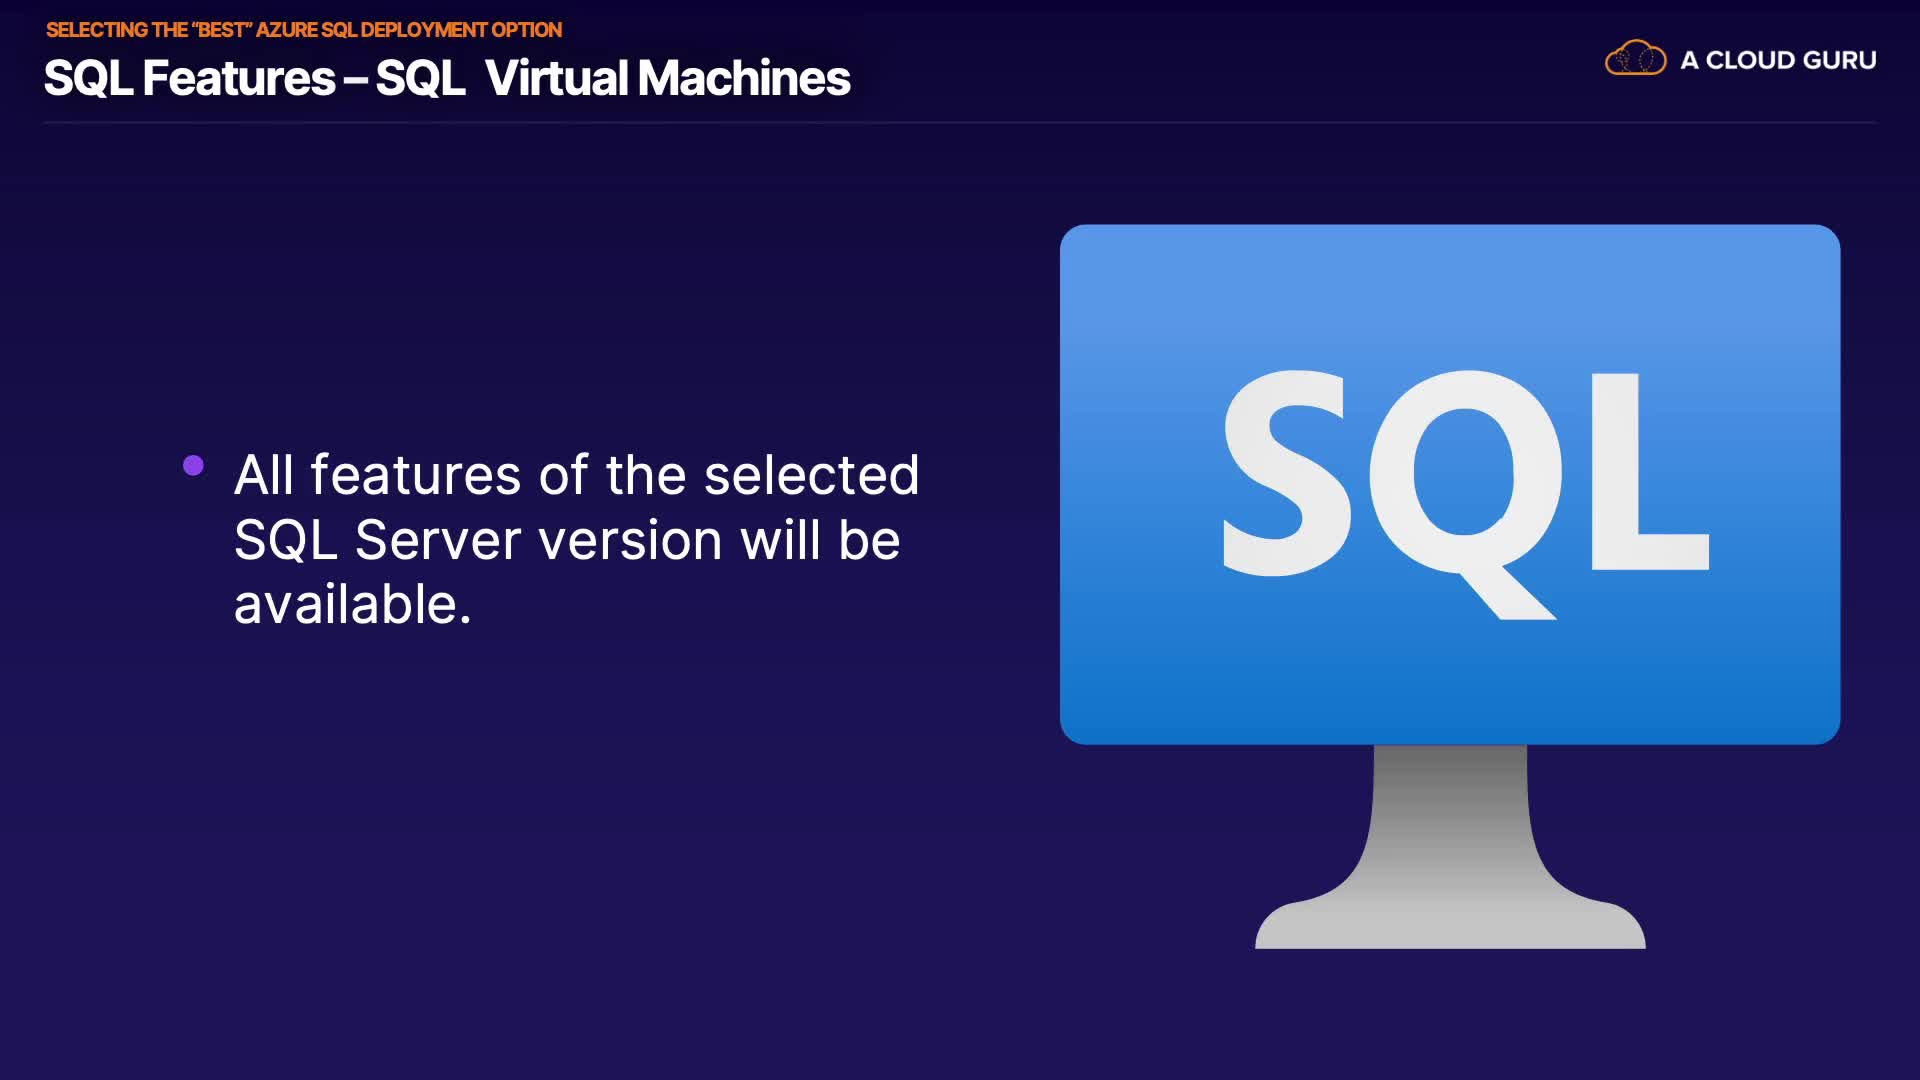 SELECTING THE “BEST” AZURE SQL DEPLOYMENT OPTION
SQL Features – SQL  Virtual Machines
A CLOUD GURU
All features of the selected
SQL Server version will be
available.
SQL